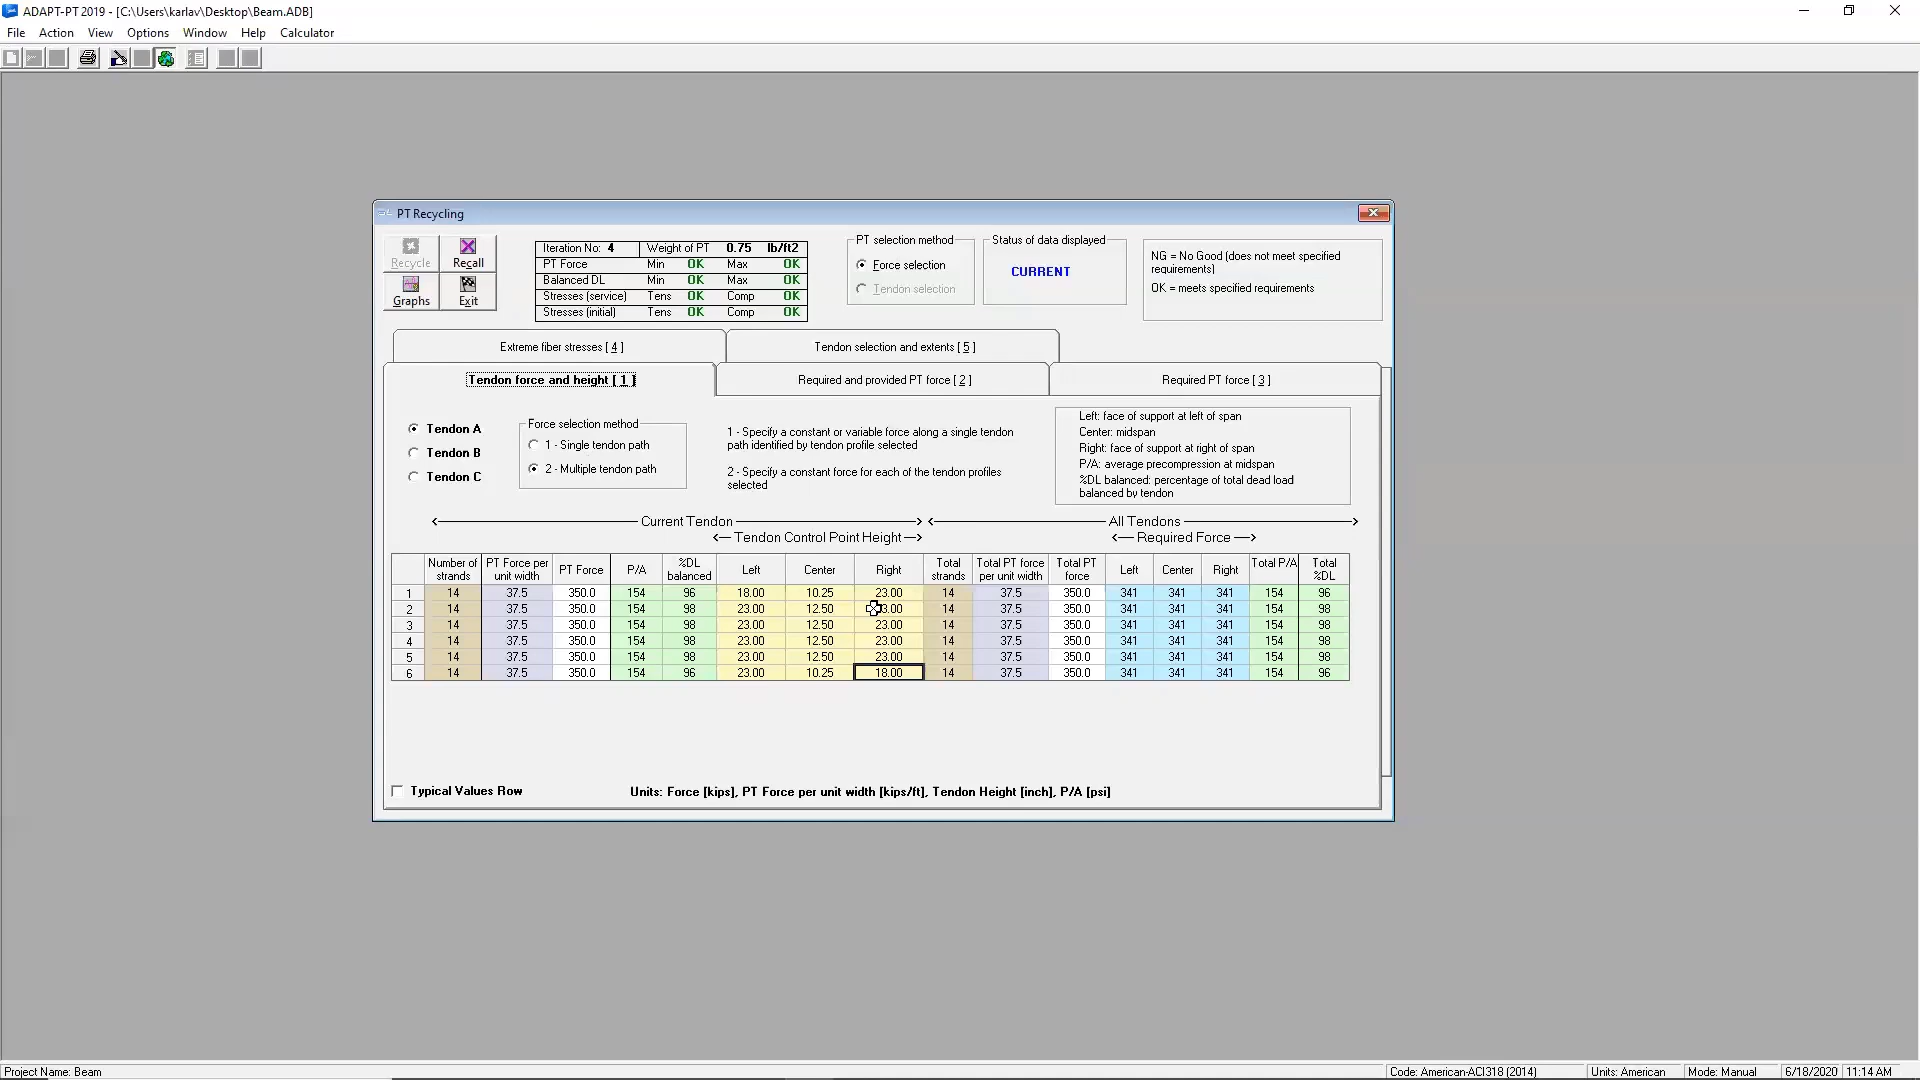 ADAPT-PT 2019 - [C:\Users\karlav\Desktop\Beam.ADB]
File Action View Options Window Help Calculator
PT Recycling
Recycle Recall
Graphs Exit
Iteration No: 4 Weight of PT 0.75 lb/ft2
PT Force Min OK Max OK
Balanced DL Min OK Max OK
Stresses (service) Tens OK Comp OK
Stresses (initial) Tens OK Comp OK
PT selection method
Force selection
Tendon selection
Status of data displayed
CURRENT
NG = No Good (does not meet specified
requirements)
OK = meets specified requirements
Extreme fiber stresses [ 4 ] Tendon selection and extents [ 5 ]
Tendon force and height [ 1 ] Required and provided PT force [ 2 ] Required PT force [ 3 ]
Tendon A
Tendon B
Tendon C
Force selection method
1 - Single tendon path
2 - Multiple tendon path
1 - Specify a constant or variable force along a single tendon
path identified by tendon profile selected
2 - Specify a constant force for each of the tendon profiles
selected
Left: face of support at left of span
Center: midspan
Right: face of support at right of span
P/A: average precompression at midspan
%DL balanced: percentage of total dead load
balanced by tendon
Current Tendon All Tendons
Tendon Control Point Height Required Force
Number of strands PT Force per unit width PT Force P/A %DL balanced Left Center Right Total strands Total PT force per unit width Total PT force Left Center Right Total P/A Total %DL
1 14 37.5 350.0 154 96 18.00 10.25 23.00 14 37.5 350.0 341 341 341 154 96
2 14 37.5 350.0 154 98 23.00 12.50 14 37.5 350.0 341 341 341 154 98
3 14 37.5 350.0 154 98 23.00 12.50 23.00 14 37.5 350.0 341 341 341 154 98
4 14 37.5 350.0 154 98 23.00 12.50 23.00 14 37.5 350.0 341 341 341 154 98
5 14 37.5 350.0 154 98 23.00 12.50 23.00 14 37.5 350.0 341 341 341 154 98
6 14 37.5 350.0 154 96 23.00 10.25 18.00 14 37.5 350.0 341 341 341 154 96
Typical Values Row Units: Force [kips], PT Force per unit width [kips/ft], Tendon Height [inch], P/A [psi]
Project Name: Beam Code: American-ACI318 (2014) Units: American Mode: Manual 6/18/2020 11:14 AM